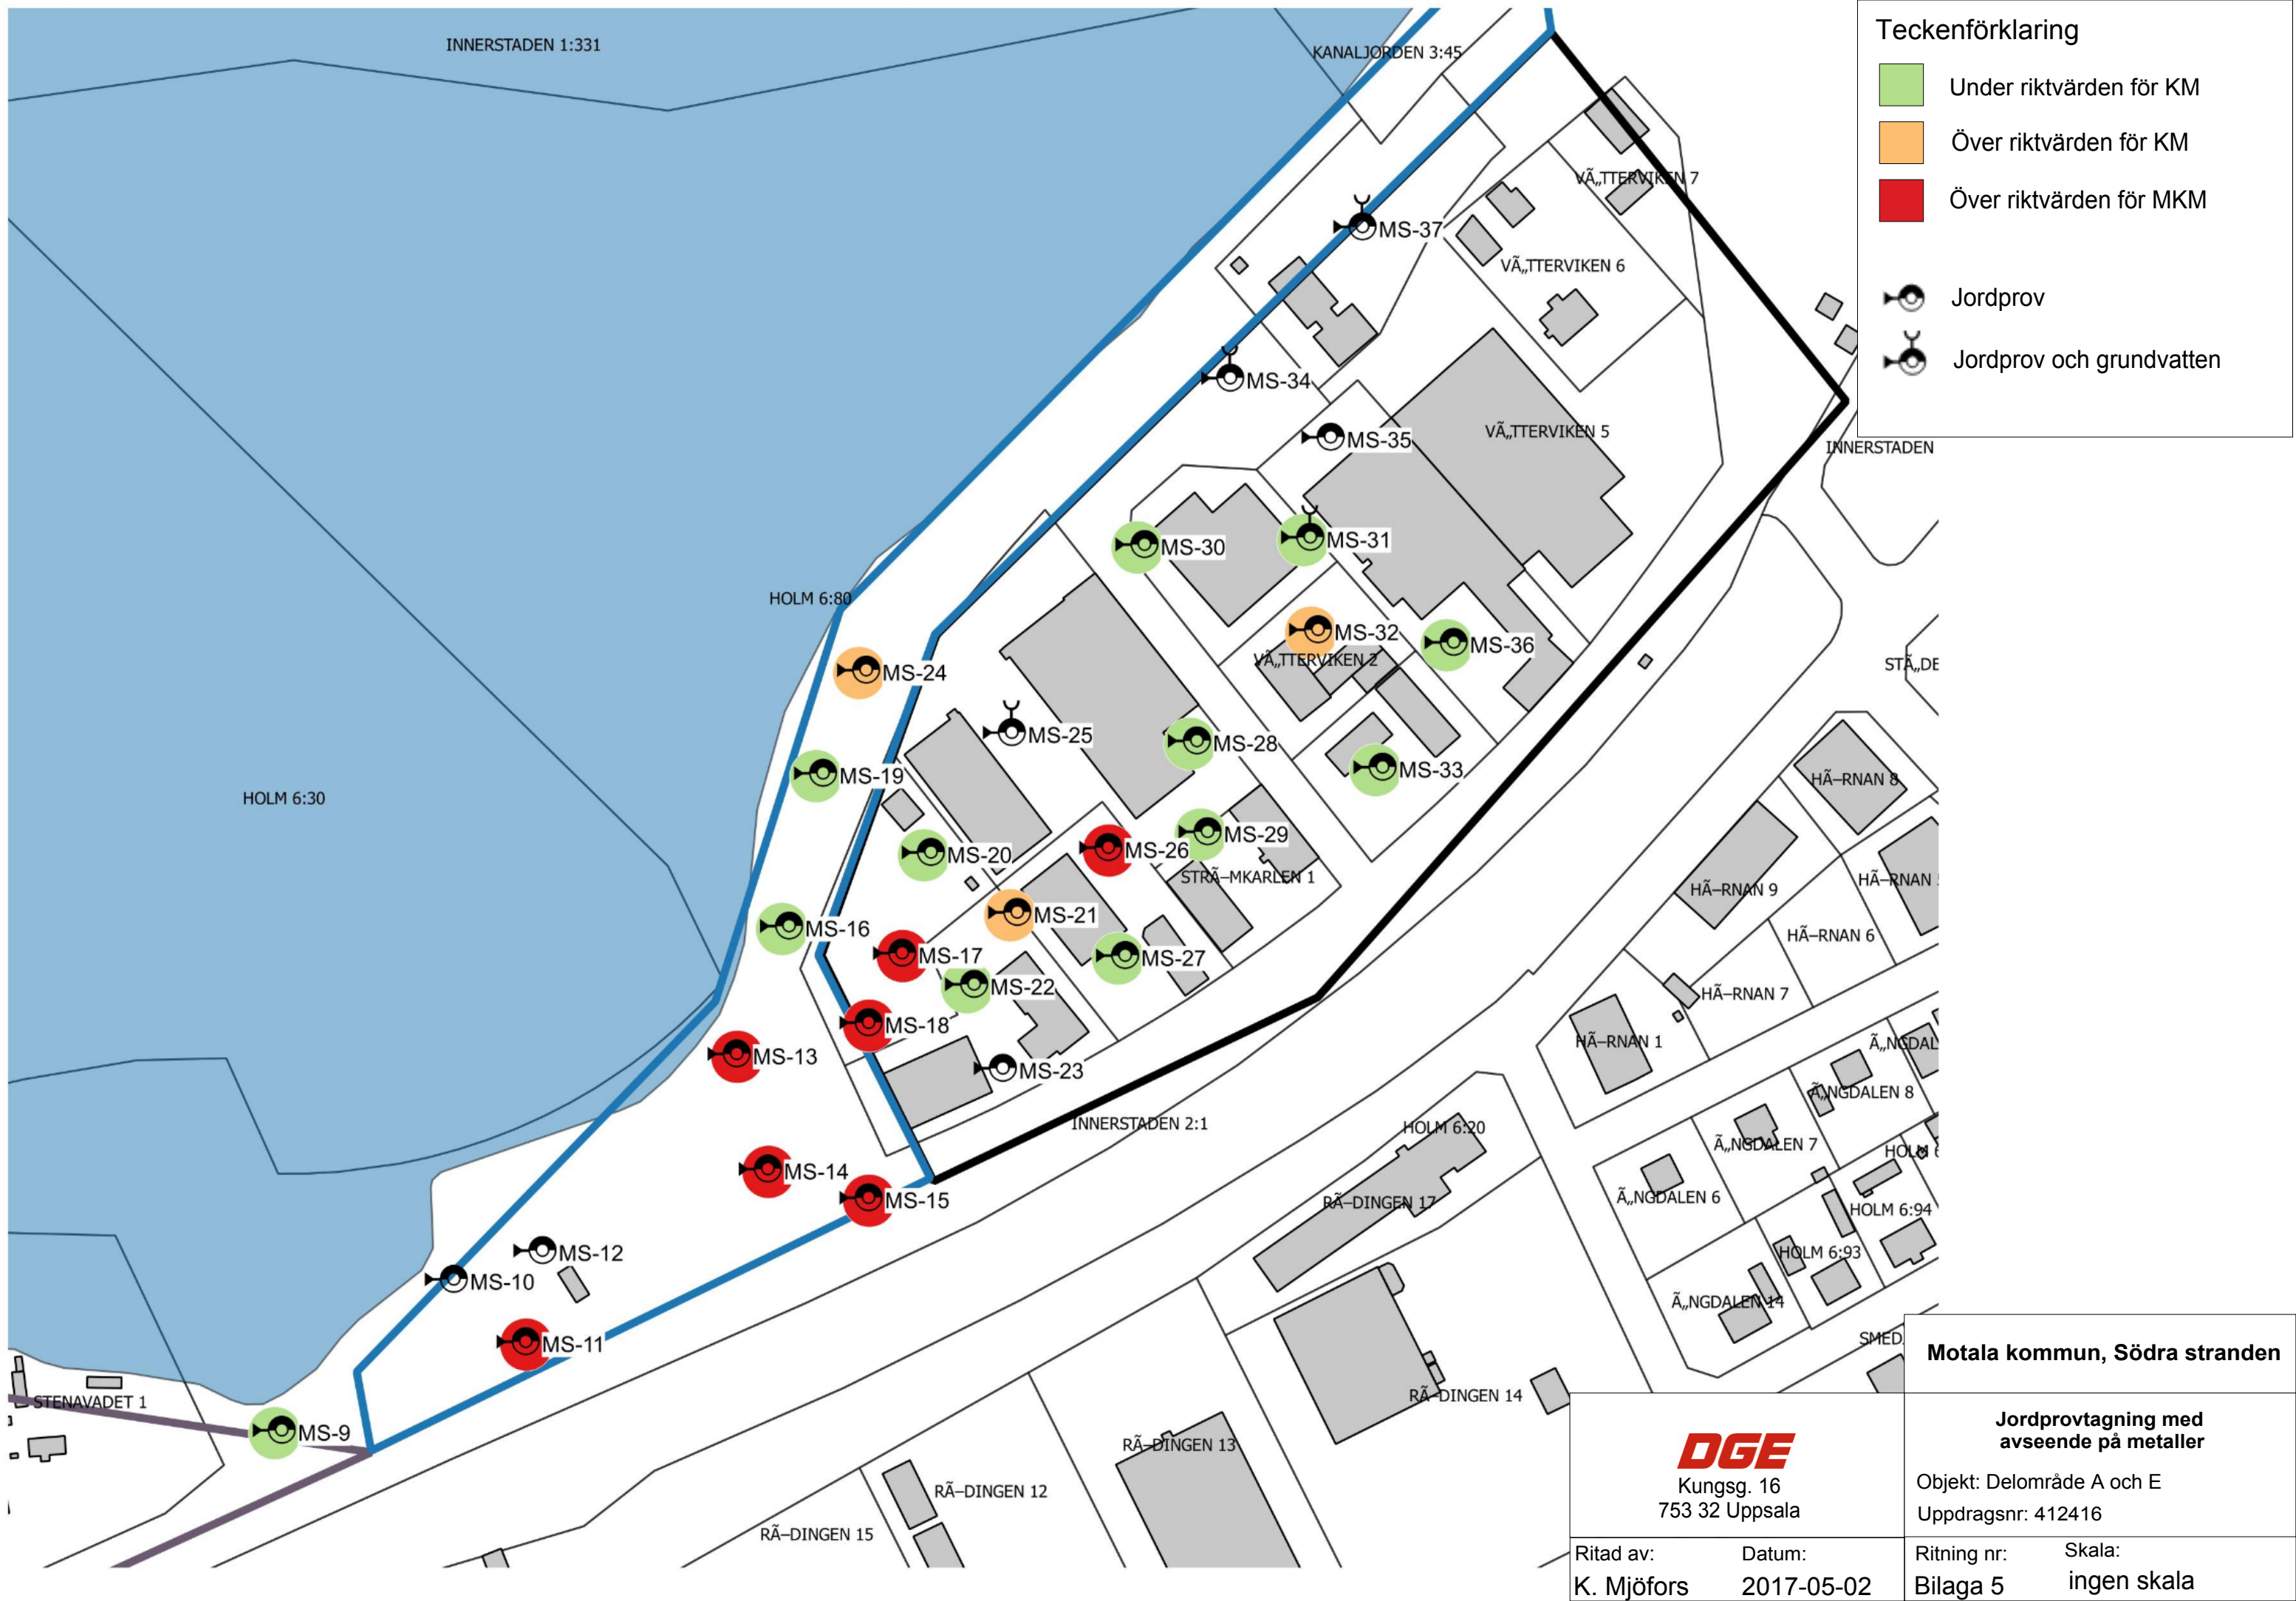 INNERSTADEN 1:331
KANALJORDEN 3:45
Teckenförklaring
Under riktvärden för KM
Över riktvärden för KM
Över riktvärden för MKM
Jordprov
Jordprov och grundvatten
VÃ„TTERVIKEN 7
MS-37
VÃ„TTERVIKEN 6
MS-34
MS-35
VÃ„TTERVIKEN 5
INNERSTADEN
MS-30
MS-31
HOLM 6:80
MS-32
MS-36
VÃ„TTERVIKEN 2
STÃ„DE
MS-24
MS-25
MS-28
MS-19
MS-33
HÃ–RNAN 8
HOLM 6:30
MS-29
MS-20
MS-26
STRÃ–MKARLEN 1
HÃ–RNAN 9
HÃ–RNAN
MS-21
MS-16
HÃ–RNAN 6
MS-17
MS-27
MS-22
HÃ–RNAN 7
MS-18
HÃ–RNAN 1
Ã„NGDAL
MS-13
MS-23
Ã„NGDALEN 8
INNERSTADEN 2:1
HOLM 6:20
Ã„NGDALEN 7
HOLM 6
MS-14
MS-15
RÃ–DINGEN 17
Ã„NGDALEN 6
HOLM 6:94
MS-12
HOLM 6:93
MS-10
Ã„NGDALEN 14
MS-11
SMED
Motala kommun, Södra stranden
STENAVADET 1
RÃ–DINGEN 14
MS-9
RÃ–DINGEN 13
Jordprovtagning med
avseende på metaller
DGE
Kungsg. 16
753 32 Uppsala
Objekt: Delområde A och E
Uppdragsnr: 412416
RÃ–DINGEN 12
RÃ–DINGEN 15
Ritad av:
Datum:
Ritning nr:
Skala:
K. Mjöfors
2017-05-02
Bilaga 5
ingen skala